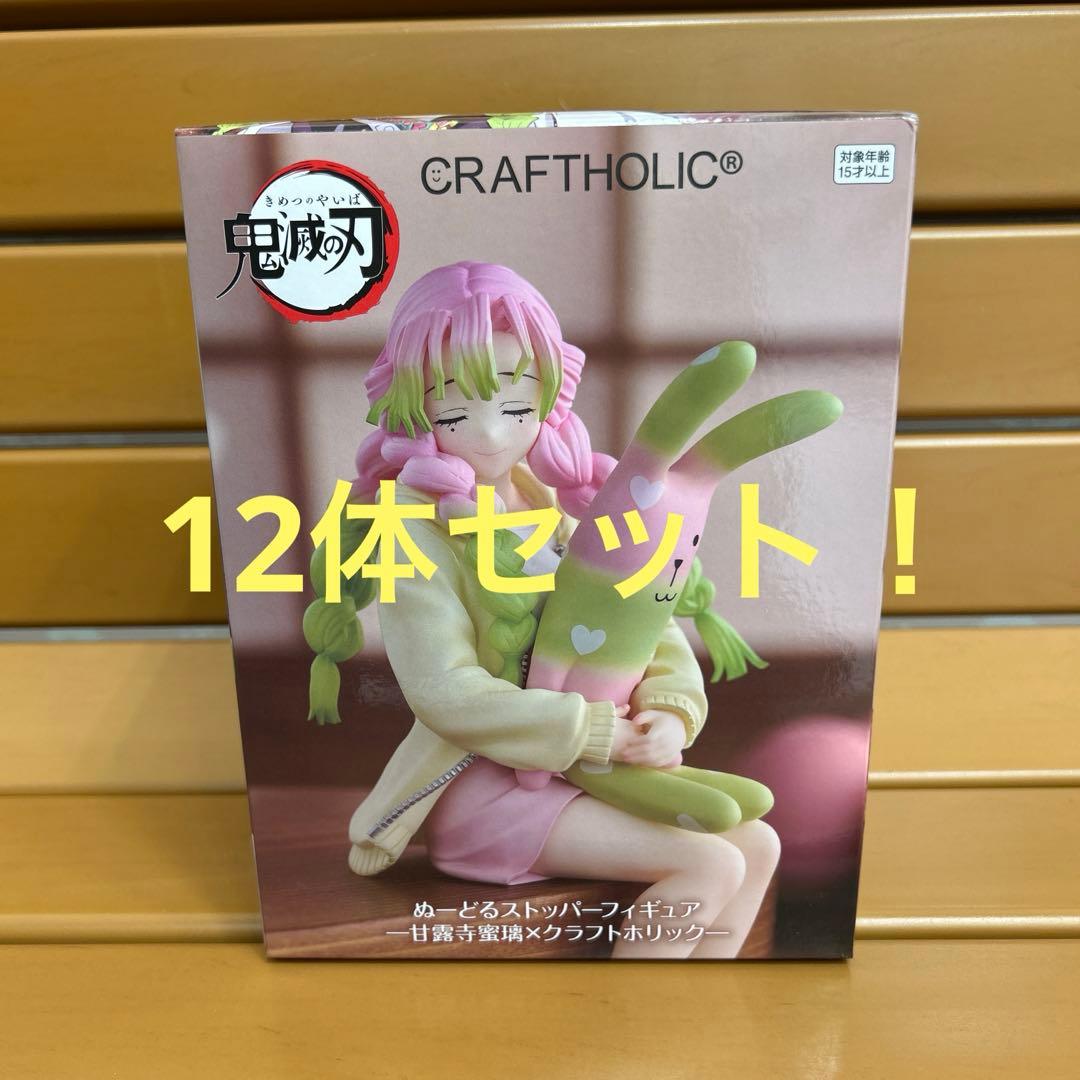 CRAFTHOLIC®
対象年齢
15才以上
きめつのやいば
鬼滅の刃
12体セット！
ぬーどるストッパーフィギュア
―甘露寺蜜璃×クラフトホリック―